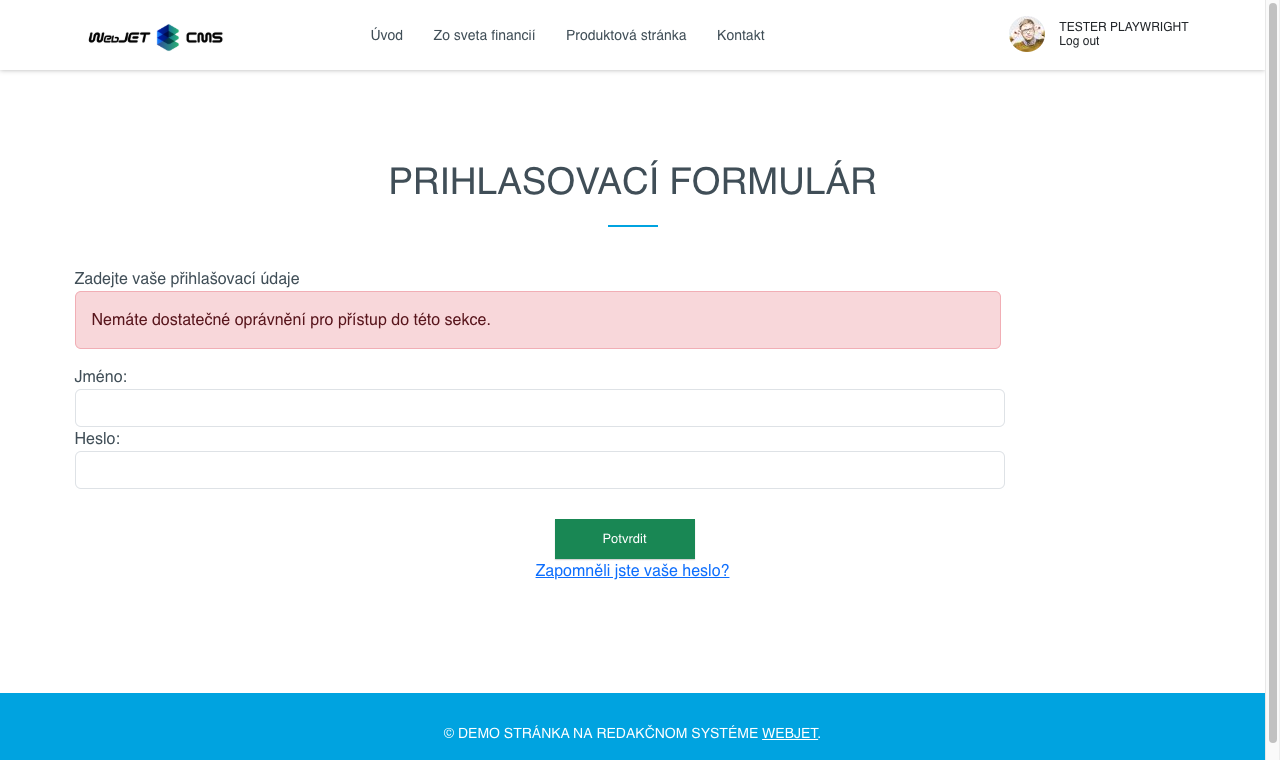 WebJET CMS
Úvod
Zo sveta financií
Produktová stránka
Kontakt
TESTER PLAYWRIGHT
Log out
PRIHLASOVACÍ FORMULÁR
Zadejte vaše přihlašovací údaje
Nemáte dostatečné oprávnění pro přístup do této sekce.
Jméno:
Heslo:
Potvrdit
Zapomněli jste vaše heslo?
© DEMO STRÁNKA NA REDAKČNOM SYSTÉME WEBJET.